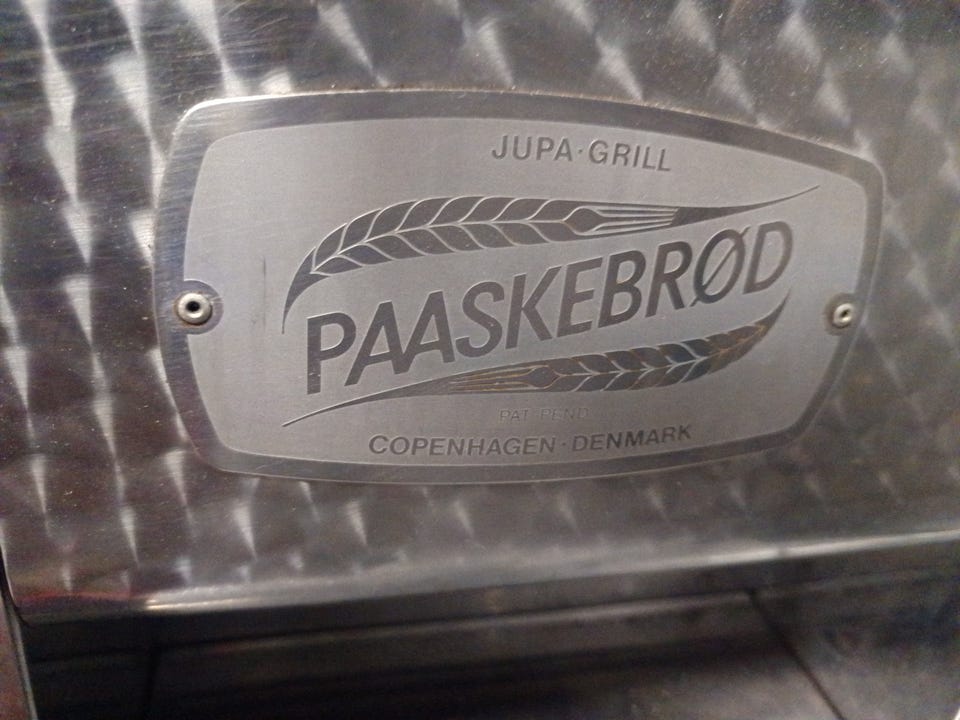 JUPA·GRILL
PAASKEBRØD
PAT PEND
COPENHAGEN·DENMARK